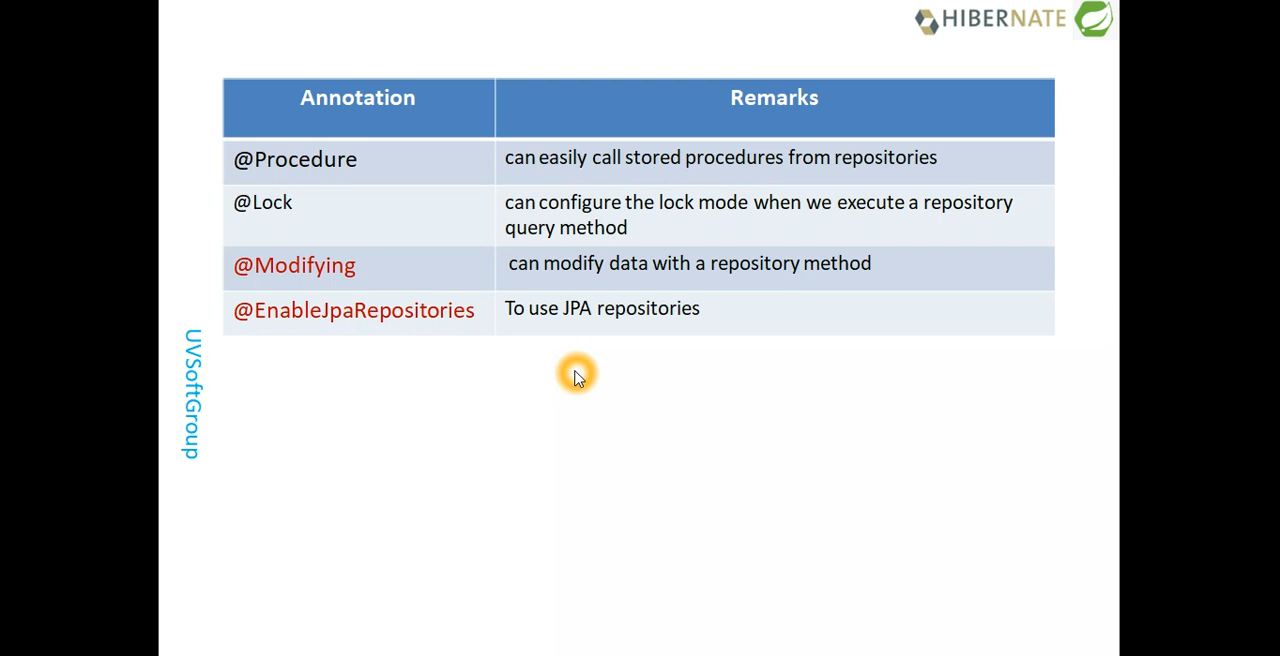 HIBERNATE
Annotation
Remarks
@Procedure
can easily call stored procedures from repositories
@Lock
can configure the lock mode when we execute a repository
query method
@Modifying
can modify data with a repository method
@EnableJpaRepositories
To use JPA repositories
UVSoftGroup